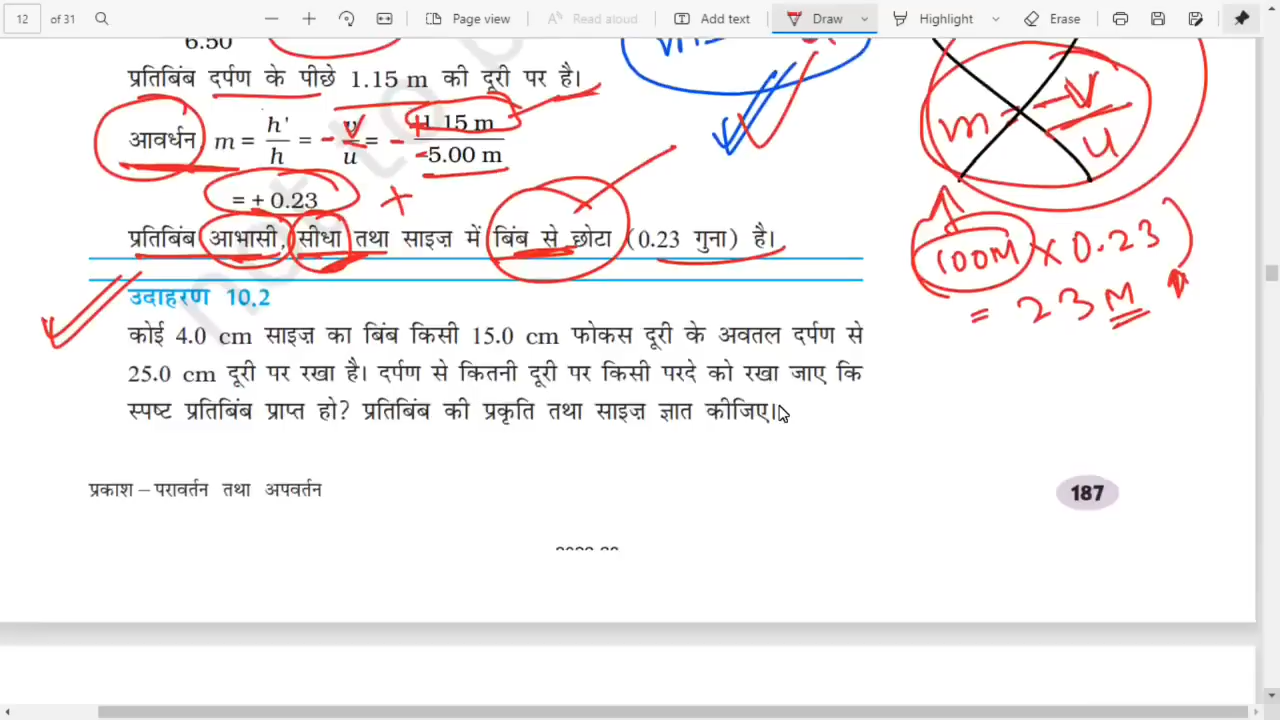 12 of 31 Page view Read aloud Add text Draw Highlight Erase
6.50
प्रतिबिंब दर्पण के पीछे 1.15 m की दूरी पर है।
आवर्धन m = h'/h = - v/u = - +1.15 m/-5.00 m
= + 0.23 +
प्रतिबिंब आभासी, सीधा तथा साइज़ में बिंब से छोटा (0.23 गुना) है।
m = -v/u
100M × 0.23
= 23 M
उदाहरण 10.2
कोई 4.0 cm साइज़ का बिंब किसी 15.0 cm फोकस दूरी के अवतल दर्पण से
25.0 cm दूरी पर रखा है। दर्पण से कितनी दूरी पर किसी परदे को रखा जाए कि
स्पष्ट प्रतिबिंब प्राप्त हो? प्रतिबिंब की प्रकृति तथा साइज़ ज्ञात कीजिए।
प्रकाश – परावर्तन तथा अपवर्तन
187